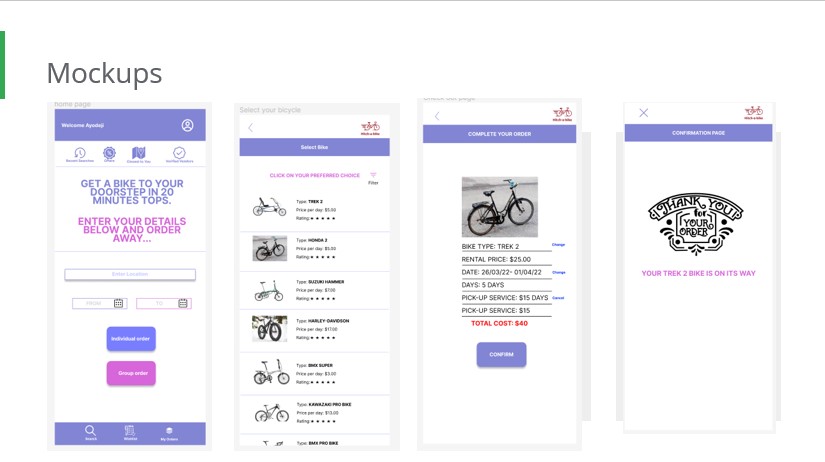 Mockups
home page
Welcome Ayodeji
Recent Searches
Closest to You
Verified Vendors
GET A BIKE TO YOUR
DOORSTEP IN 20
MINUTES TOPS.
ENTER YOUR DETAILS
BELOW AND ORDER
AWAY...
Enter Location
FROM
TO
Individual order
Group order
Search
Wishlist
My Orders
Select your bicycle
Hitch-a-bike
Select Bike
CLICK ON YOUR PREFERRED CHOICE
Filter
Type: TREK 2
Price per day: $5.00
Rating: ★ ★ ★ ★ ★
Type: HONDA 2
Price per day: $5.00
Rating: ★ ★ ★ ★ ★
Type: SUZUKI HAMMER
Price per day: $7.00
Rating: ★ ★ ★ ★ ★
Type: HARLEY-DAVIDSON
Price per day: $17.00
Rating: ★ ★ ★ ★ ★
Type: BMX SUPER
Price per day: $3.00
Rating: ★ ★ ★ ★ ★
Type: KAWAZAKI PRO BIKE
Price per day: $13.00
Rating: ★ ★ ★ ★ ★
Type: BMX PRO BIKE
Hitch-a-bike
COMPLETE YOUR ORDER
BIKE TYPE: TREK 2
Change
RENTAL PRICE: $25.00
DATE: 26/03/22- 01/04/22
Change
DAYS: 5 DAYS
PICK-UP SERVICE: $15 DAYS
Cancel
PICK-UP SERVICE: $15
TOTAL COST: $40
CONFIRM
Hitch-a-bike
CONFIRMATION PAGE
THANK YOU
for
YOUR
ORDER
YOUR TREK 2 BIKE IS ON ITS WAY